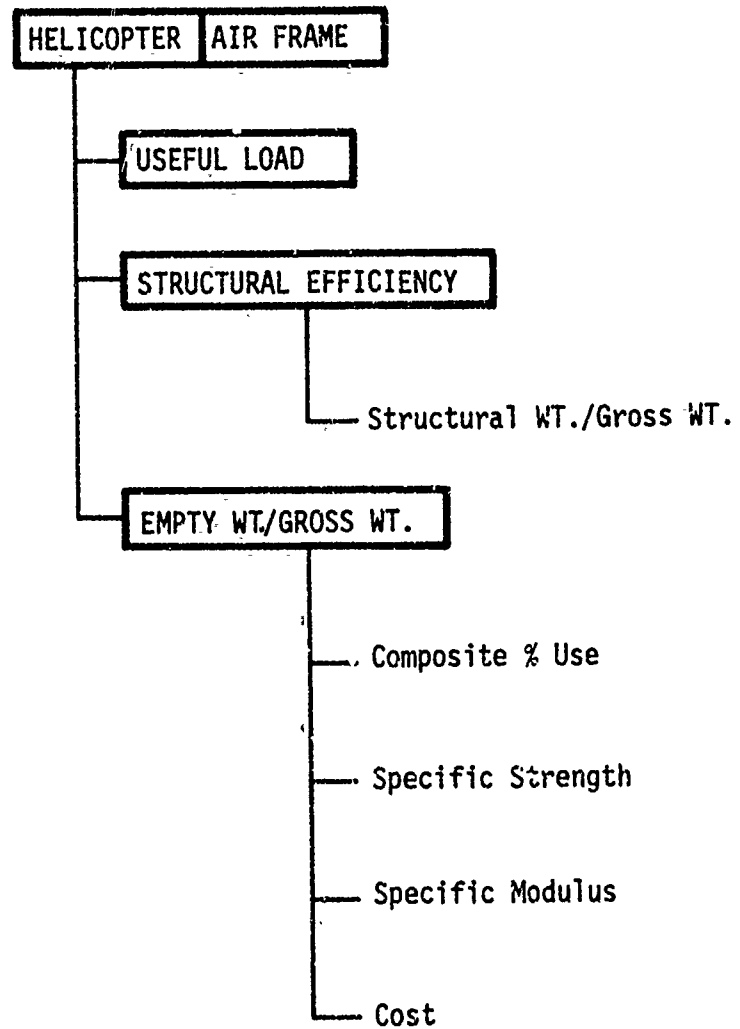 HELICOPTER AIR FRAME
USEFUL LOAD
STRUCTURAL EFFICIENCY
Structural WT./Gross WT.
EMPTY WT./GROSS WT.
Composite % Use
Specific Strength
Specific Modulus
Cost